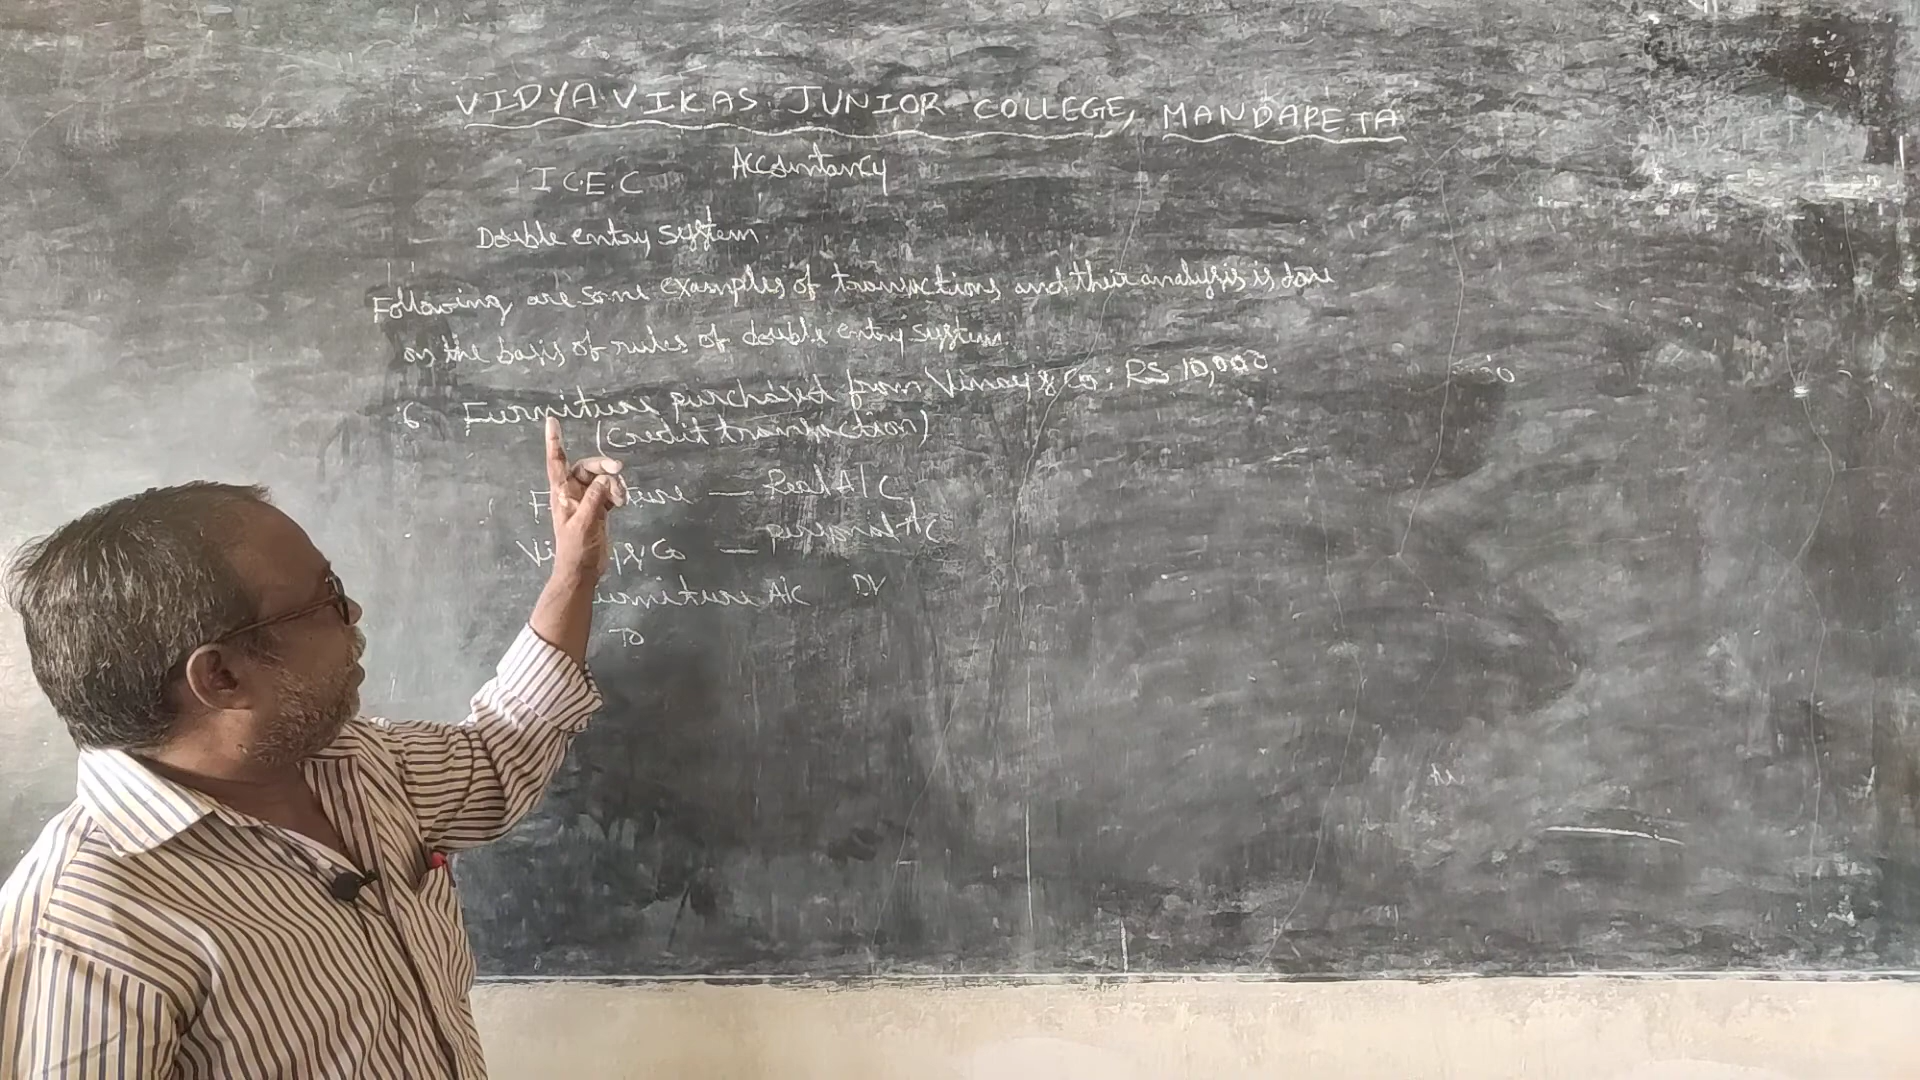 VIDYA.VIKAS JUNIOR COLLEGE, MANDAPETA
I C.E.C Accountancy
Double entry system
Following are some examples of transactions and their analysis is done
on the basis of rules of double entry system.
6. Furniture purchased from Vinay & Co: RS 10,000.
(Credit transaction)
Real A/C
& Co — personal A/C
A/c Dr
To